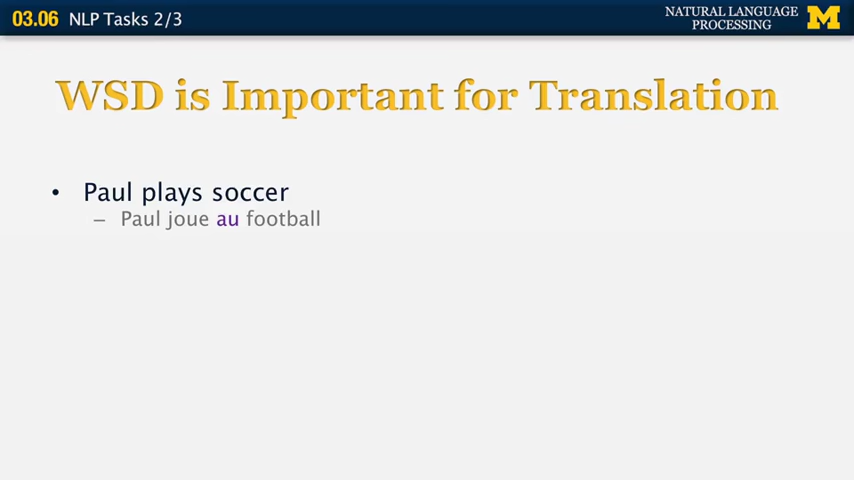 03.06 NLP Tasks 2/3
NATURAL LANGUAGE
PROCESSING
M
WSD is Important for Translation
• Paul plays soccer
– Paul joue au football